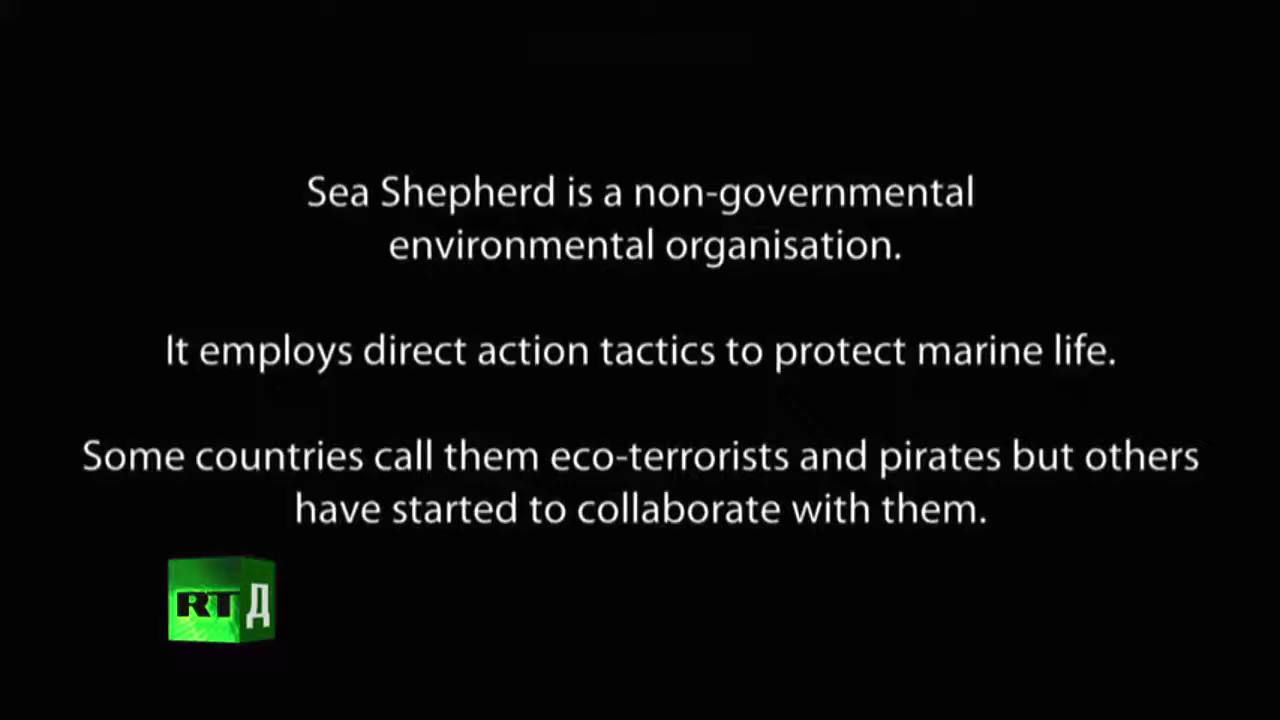 Sea Shepherd is a non-governmental
environmental organisation.
It employs direct action tactics to protect marine life.
Some countries call them eco-terrorists and pirates but others
have started to collaborate with them.
RT Д